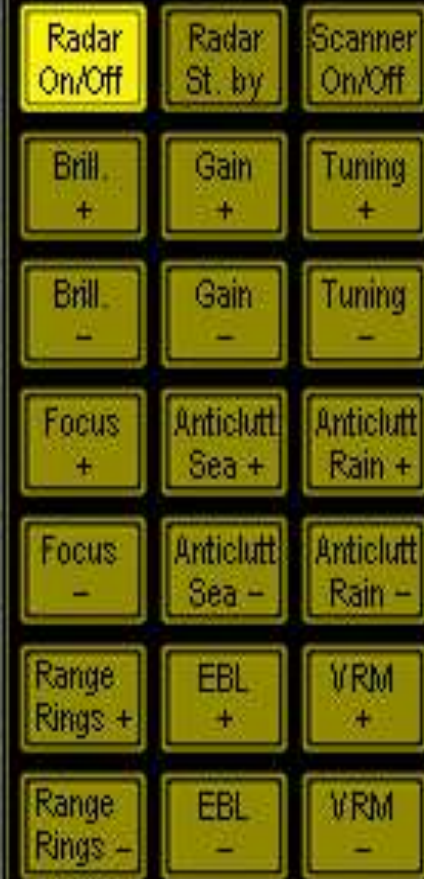 Radar Radar Scanner
On/Off St. by On/Off
Brill. Gain Tuning
+ + +
Brill. Gain Tuning
– – –
Focus Anticlutt Anticlutt
+ Sea + Rain +
Focus Anticlutt Anticlutt
– Sea – Rain –
Range EBL VRM
Rings + + +
Range EBL VRM
Rings – – –